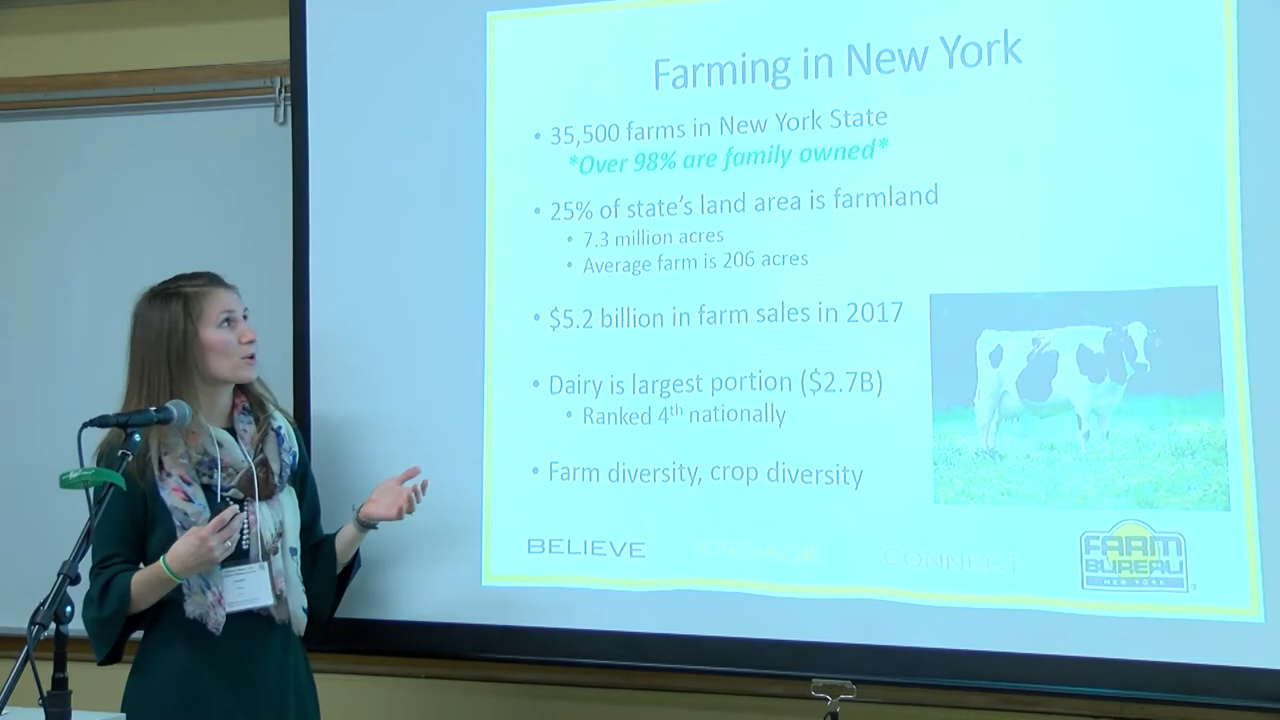 Farming in New York
• 35,500 farms in New York State
*Over 98% are family owned*
• 25% of state's land area is farmland
• 7.3 million acres
• Average farm is 206 acres
• $5.2 billion in farm sales in 2017
• Dairy is largest portion ($2.7B)
• Ranked 4th nationally
• Farm diversity, crop diversity
BELIEVE ENGAGE CONNECT
FARM
BUREAU
NEW YORK